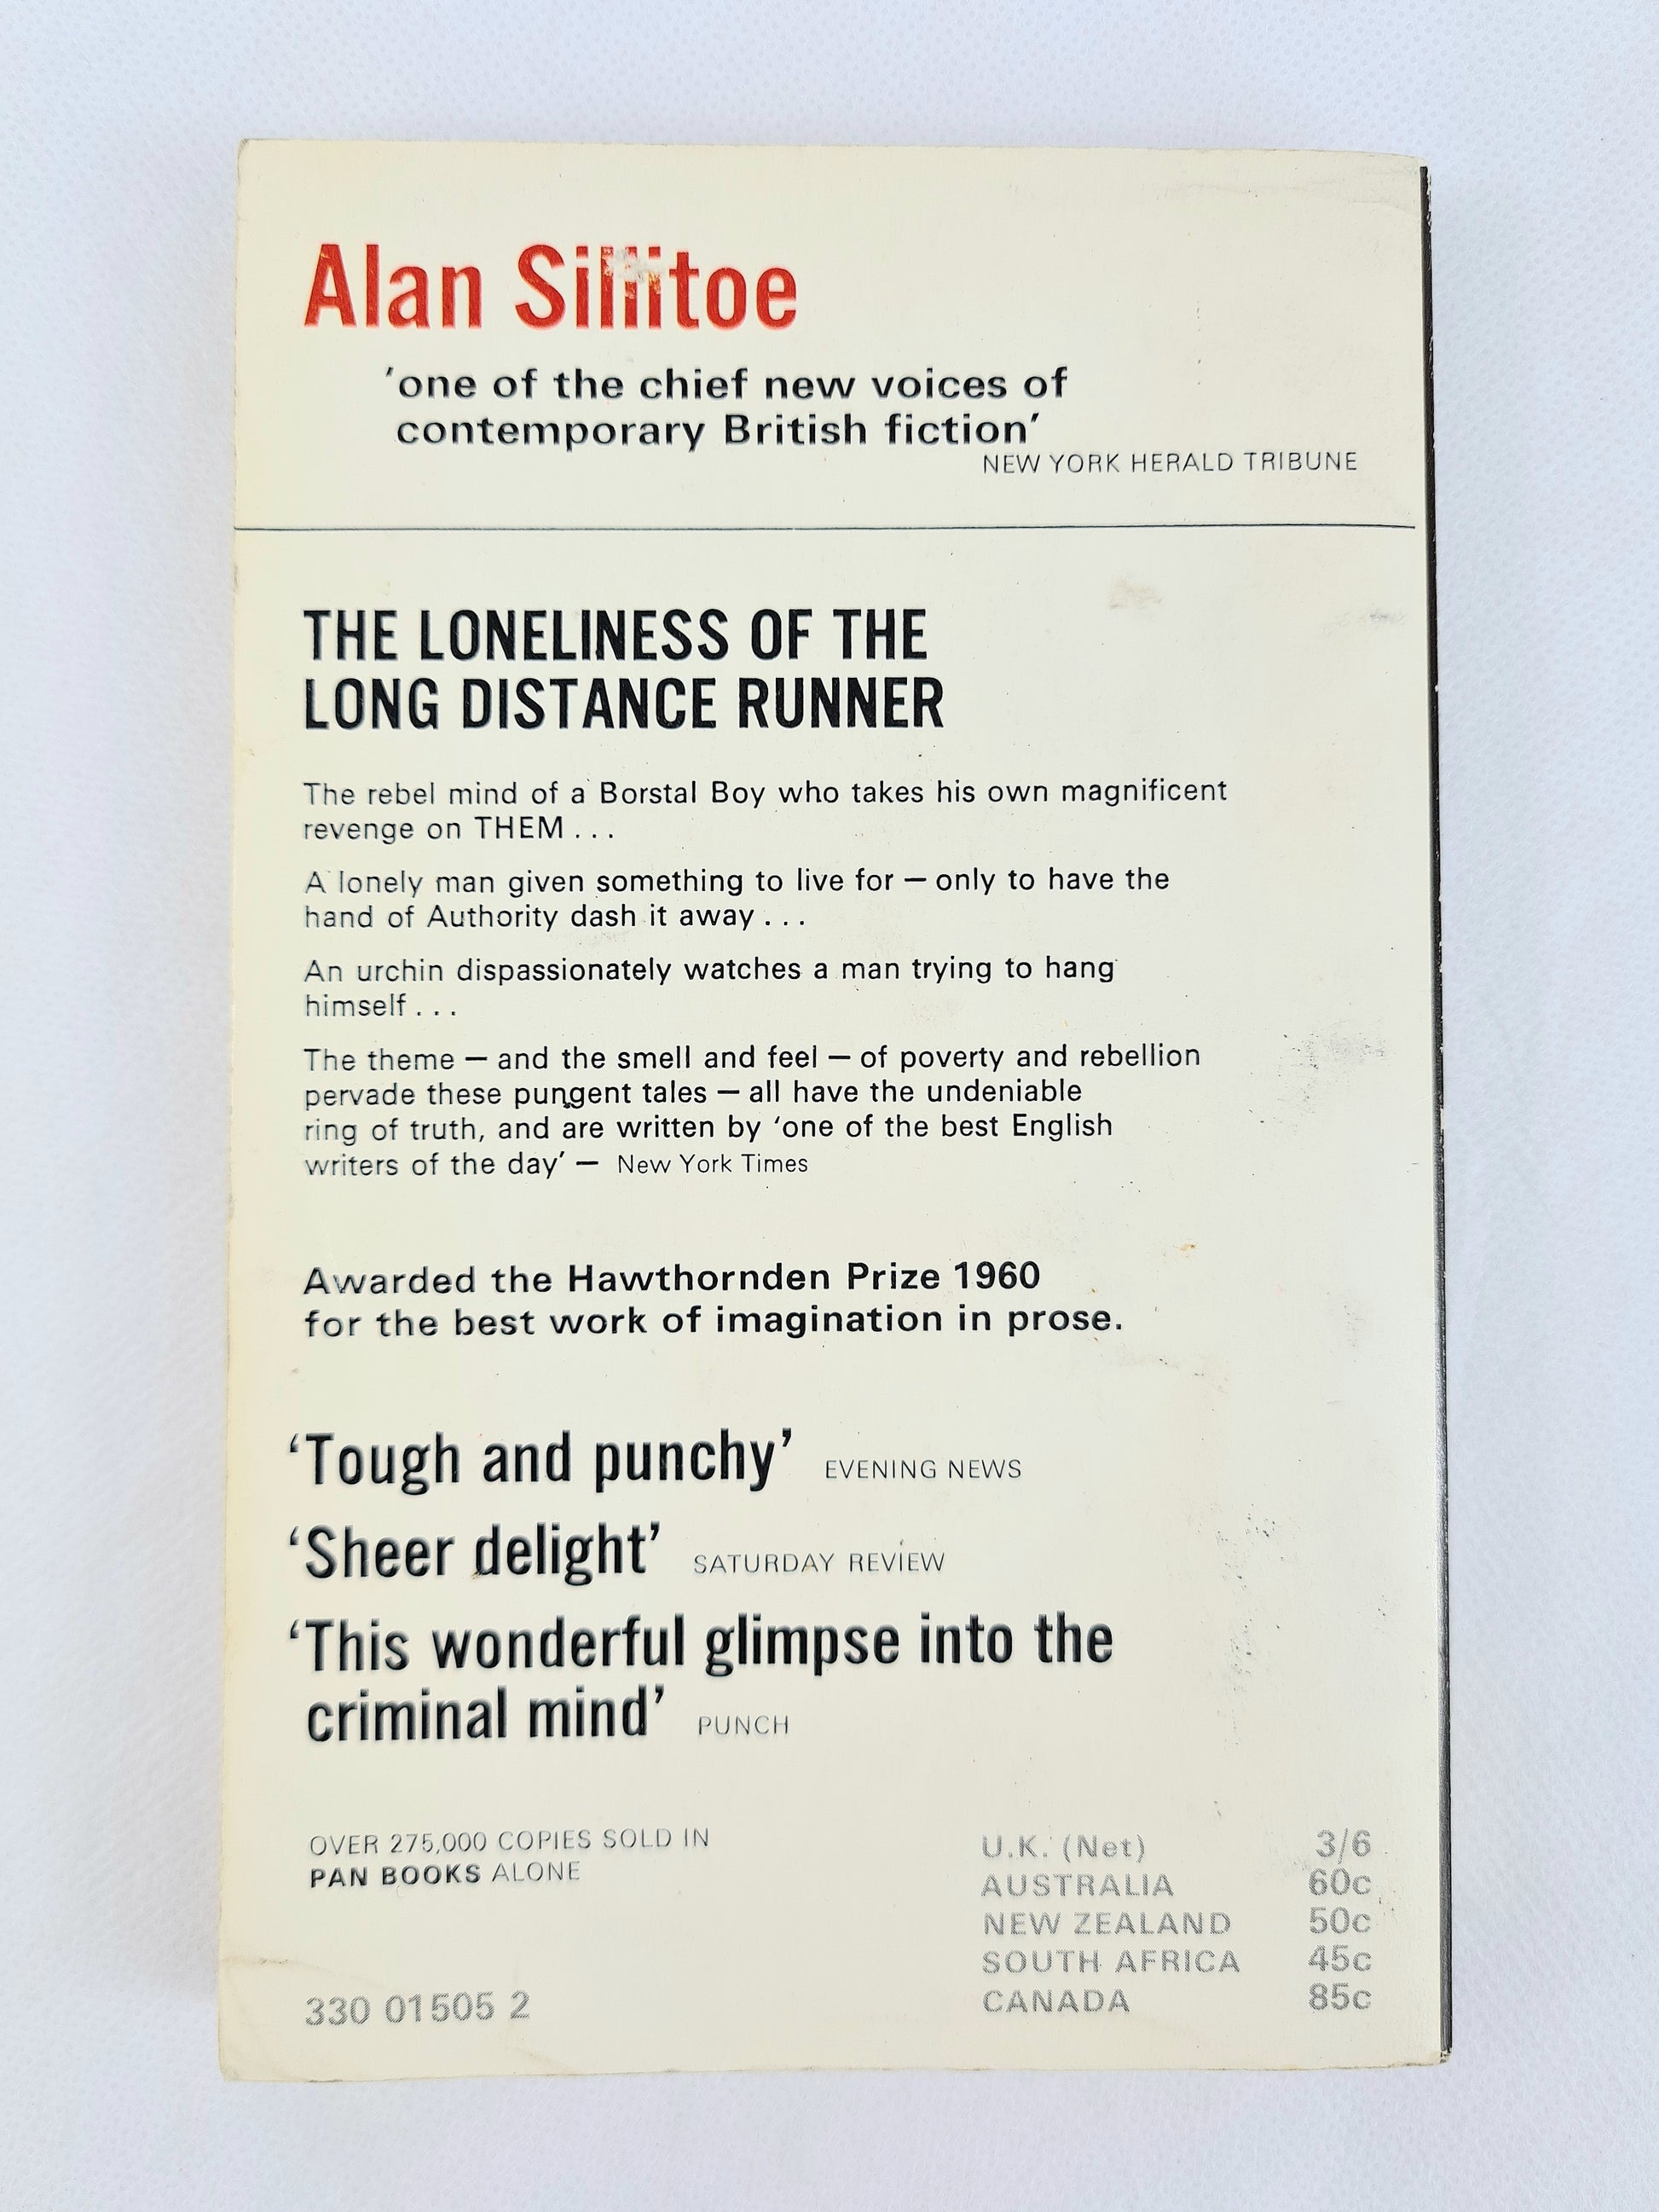 Alan Sillitoe
'one of the chief new voices of
contemporary British fiction'
NEW YORK HERALD TRIBUNE
THE LONELINESS OF THE
LONG DISTANCE RUNNER
The rebel mind of a Borstal Boy who takes his own magnificent
revenge on THEM . . .
A lonely man given something to live for — only to have the
hand of Authority dash it away . . .
An urchin dispassionately watches a man trying to hang
himself . . .
The theme — and the smell and feel — of poverty and rebellion
pervade these pungent tales — all have the undeniable
ring of truth, and are written by 'one of the best English
writers of the day' — New York Times
Awarded the Hawthornden Prize 1960
for the best work of imagination in prose.
‘Tough and punchy’ EVENING NEWS
‘Sheer delight’ SATURDAY REVIEW
‘This wonderful glimpse into the
criminal mind’ PUNCH
OVER 275,000 COPIES SOLD IN
PAN BOOKS ALONE
U.K. (Net) 3/6
AUSTRALIA 60c
NEW ZEALAND 50c
SOUTH AFRICA 45c
CANADA 85c
330 01505 2